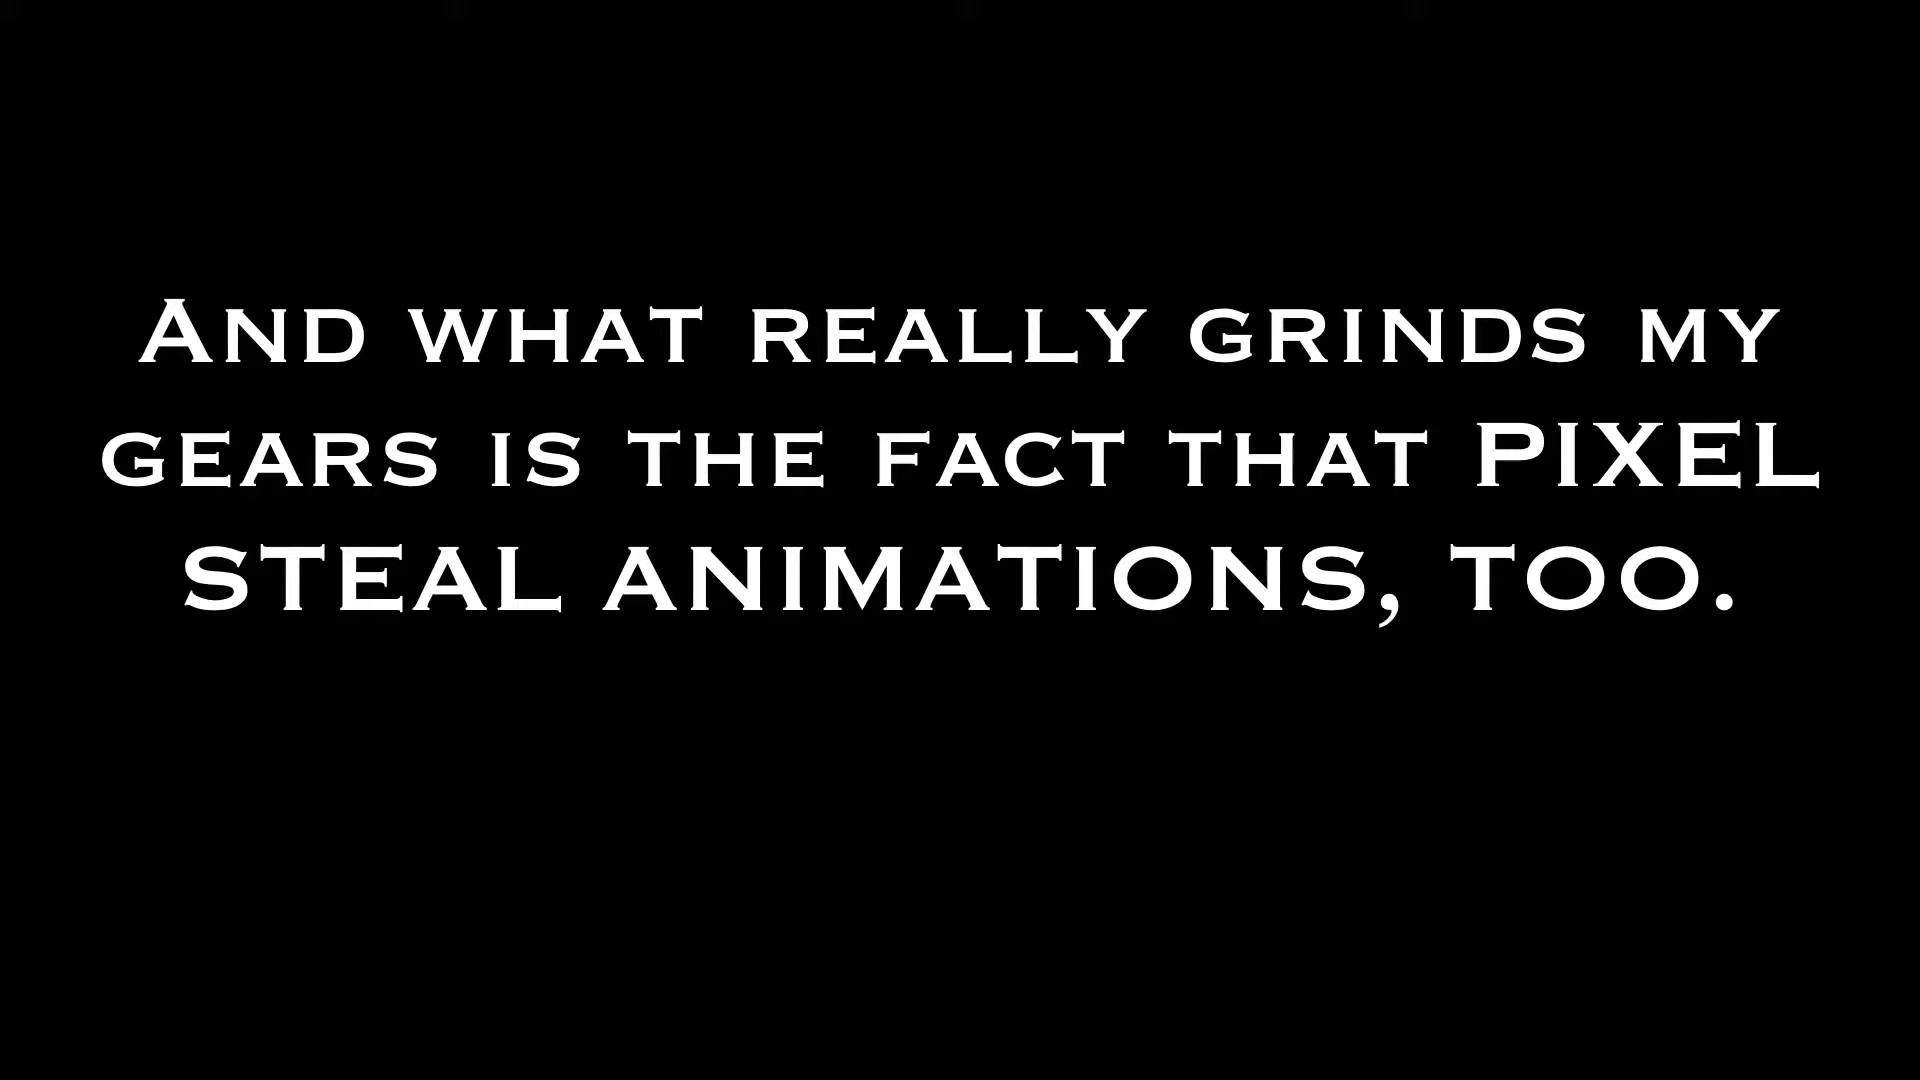 And what really grinds my
gears is the fact that PIXEL
STEAL ANIMATIONS, TOO.